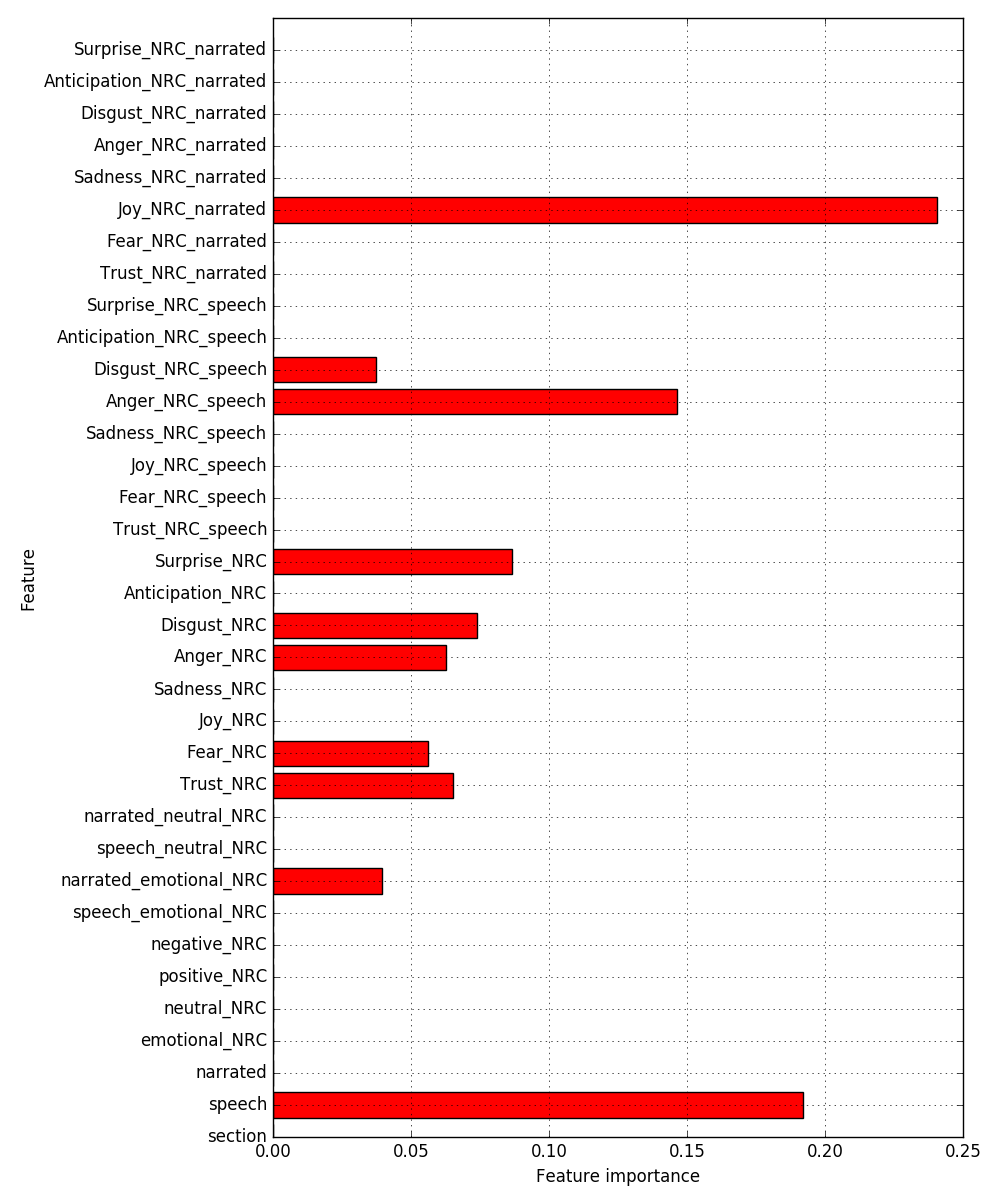 Surprise_NRC_narrated
Anticipation_NRC_narrated
Disgust_NRC_narrated
Anger_NRC_narrated
Sadness_NRC_narrated
Joy_NRC_narrated
Fear_NRC_narrated
Trust_NRC_narrated
Surprise_NRC_speech
Anticipation_NRC_speech
Disgust_NRC_speech
Anger_NRC_speech
Sadness_NRC_speech
Joy_NRC_speech
Fear_NRC_speech
Trust_NRC_speech
Surprise_NRC
Anticipation_NRC
Disgust_NRC
Anger_NRC
Sadness_NRC
Joy_NRC
Fear_NRC
Trust_NRC
narrated_neutral_NRC
speech_neutral_NRC
narrated_emotional_NRC
speech_emotional_NRC
negative_NRC
positive_NRC
neutral_NRC
emotional_NRC
narrated
speech
section
Feature
0.00 0.05 0.10 0.15 0.20 0.25
Feature importance